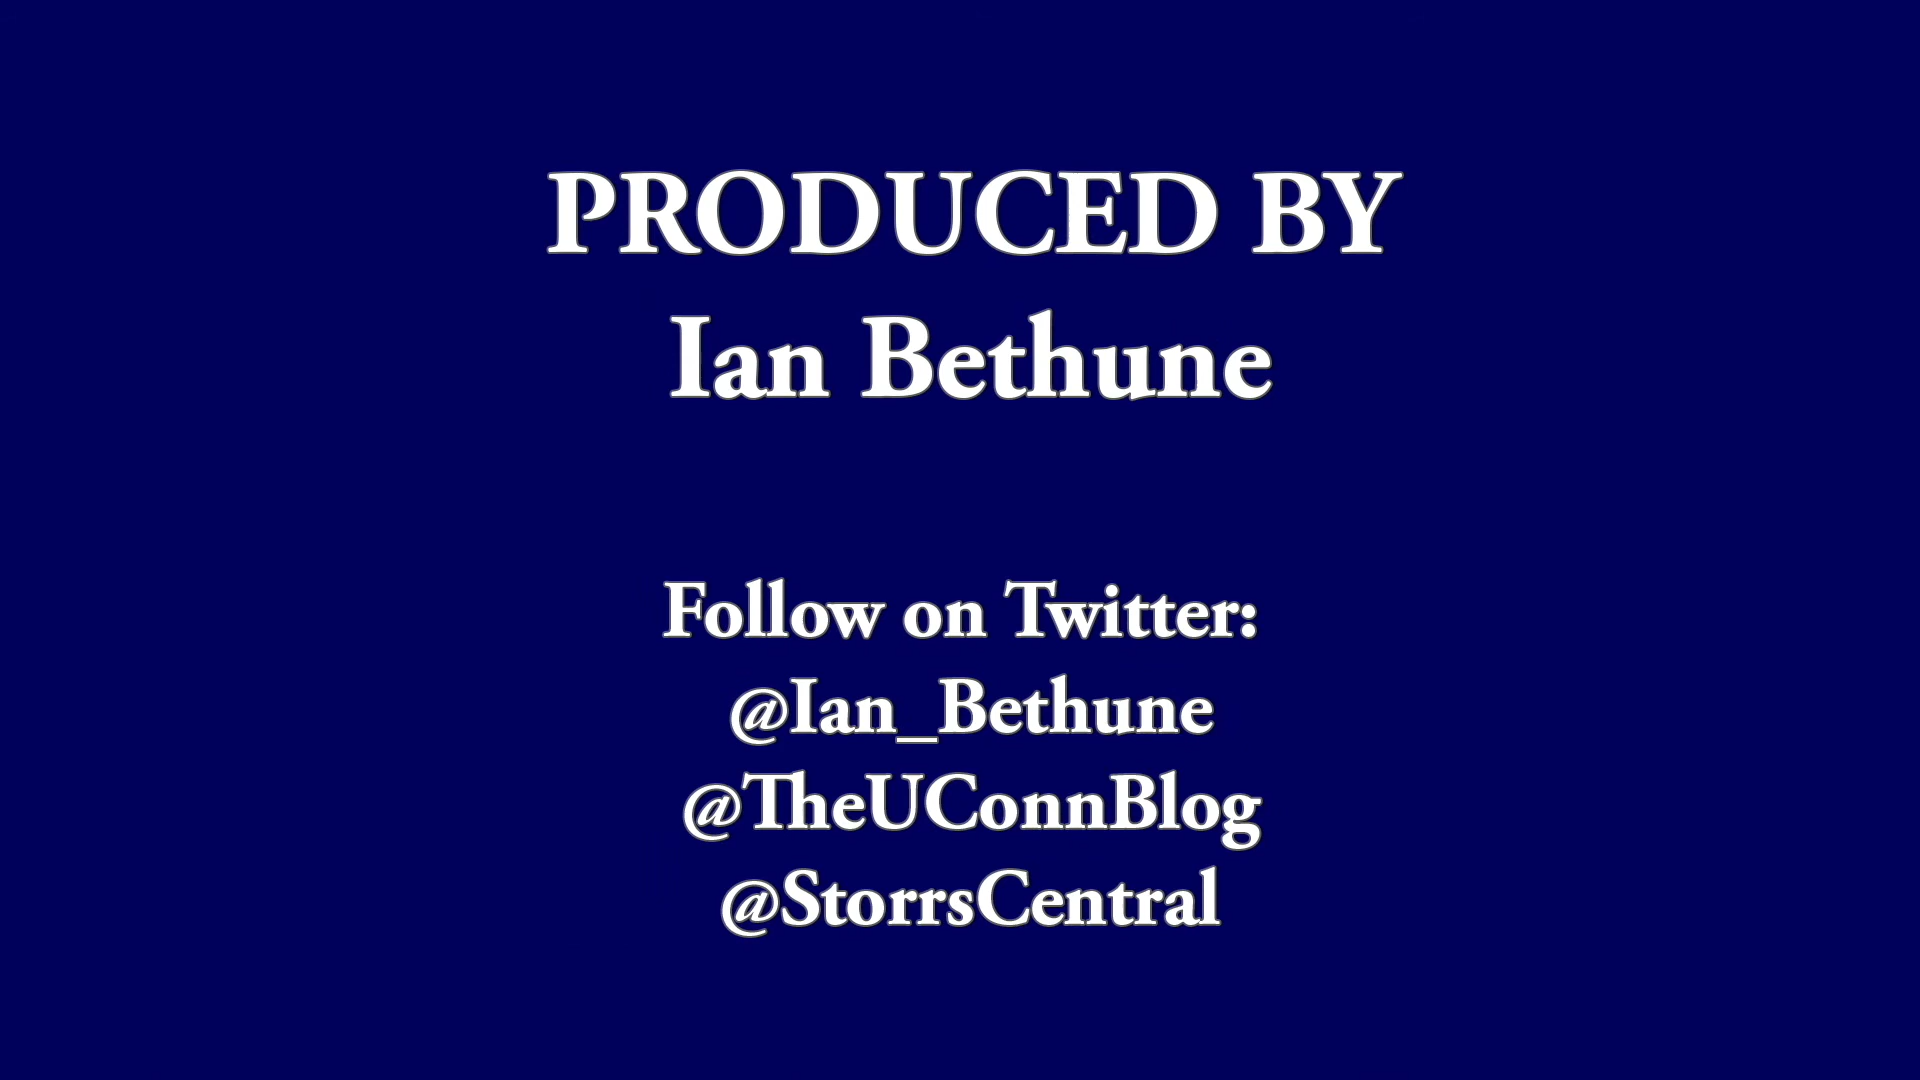 PRODUCED BY
Ian Bethune
Follow on Twitter:
@Ian_Bethune
@TheUConnBlog
@StorrsCentral